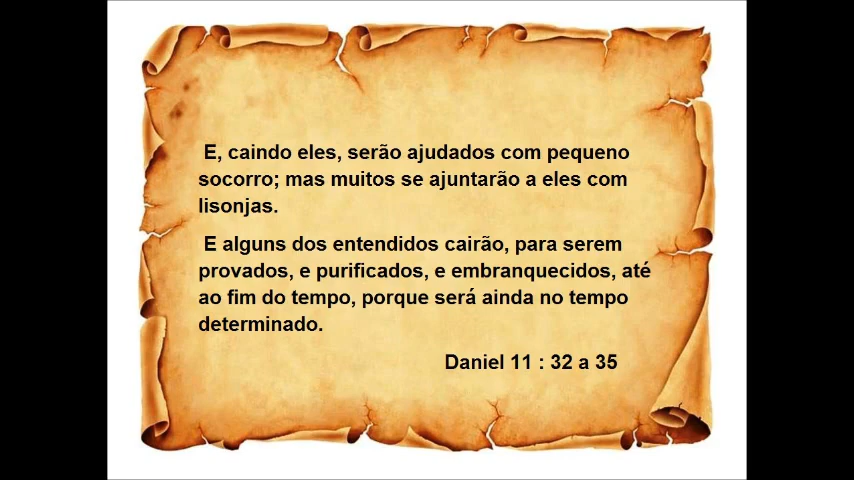 E, caindo eles, serão ajudados com pequeno
socorro; mas muitos se ajuntarão a eles com
lisonjas.
E alguns dos entendidos cairão, para serem
provados, e purificados, e embranquecidos, até
ao fim do tempo, porque será ainda no tempo
determinado.
Daniel 11 : 32 a 35